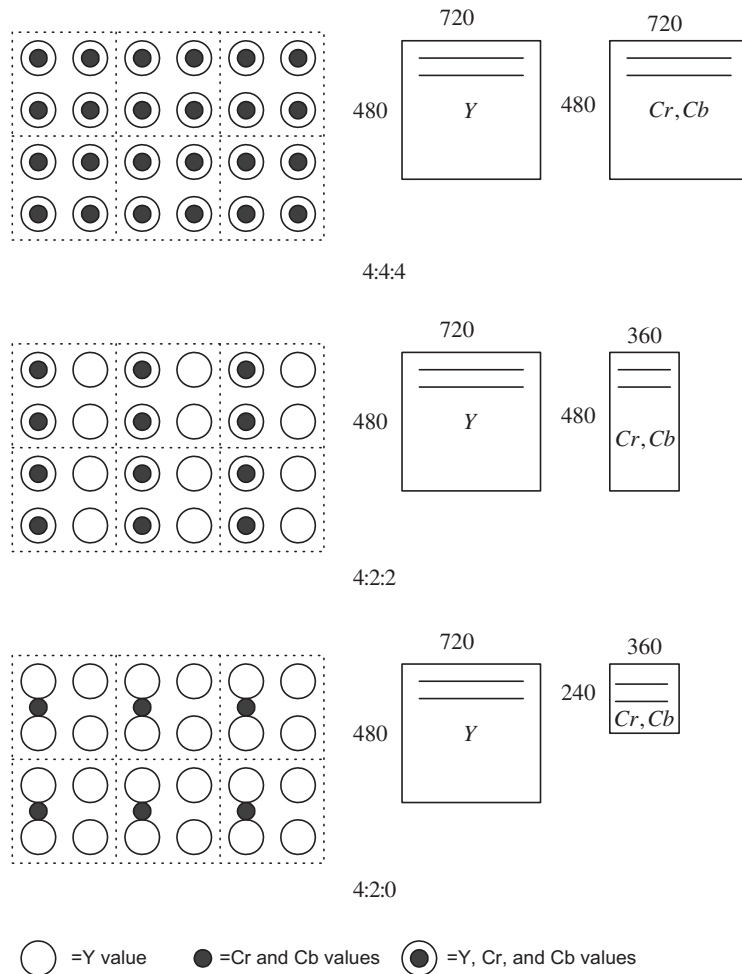 720
720
480
Y
480
Cr, Cb
4:4:4
720
360
480
Y
480
Cr, Cb
4:2:2
720
360
480
Y
240
Cr, Cb
4:2:0
=Y value
=Cr and Cb values
=Y, Cr, and Cb values